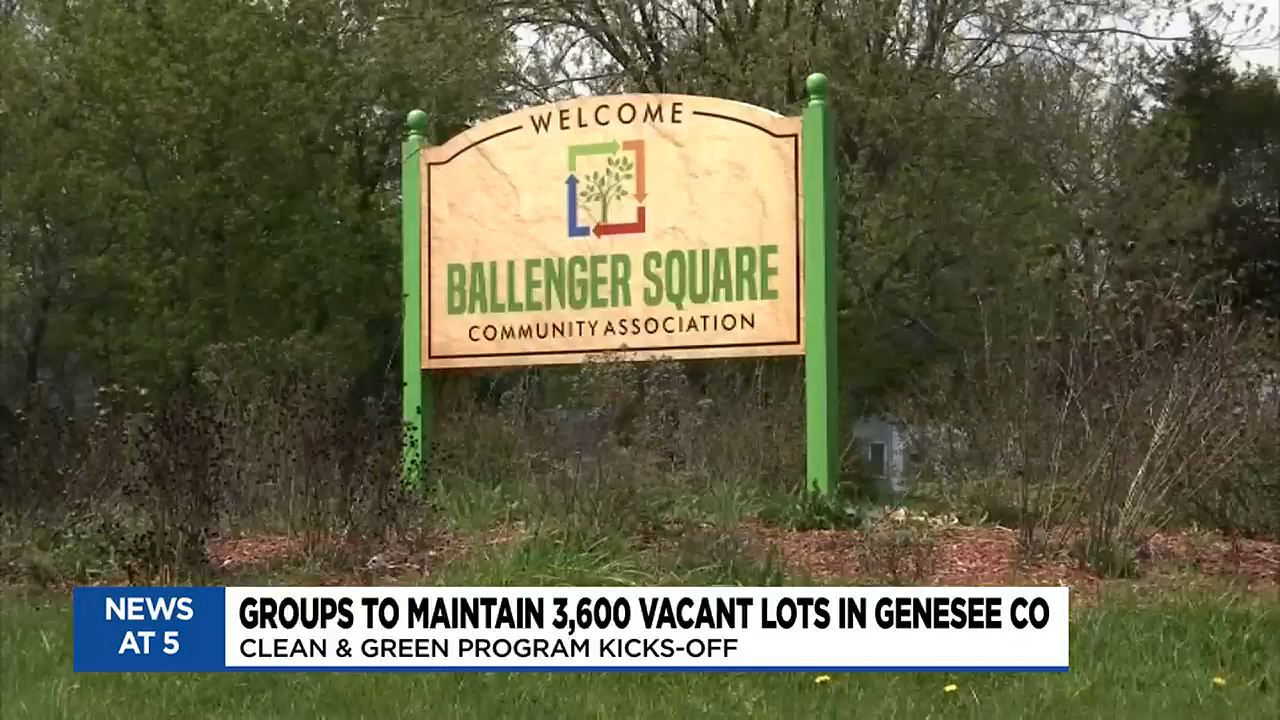 WELCOME
BALLENGER SQUARE
COMMUNITY ASSOCIATION
NEWS
AT 5
GROUPS TO MAINTAIN 3,600 VACANT LOTS IN GENESEE CO
CLEAN & GREEN PROGRAM KICKS-OFF